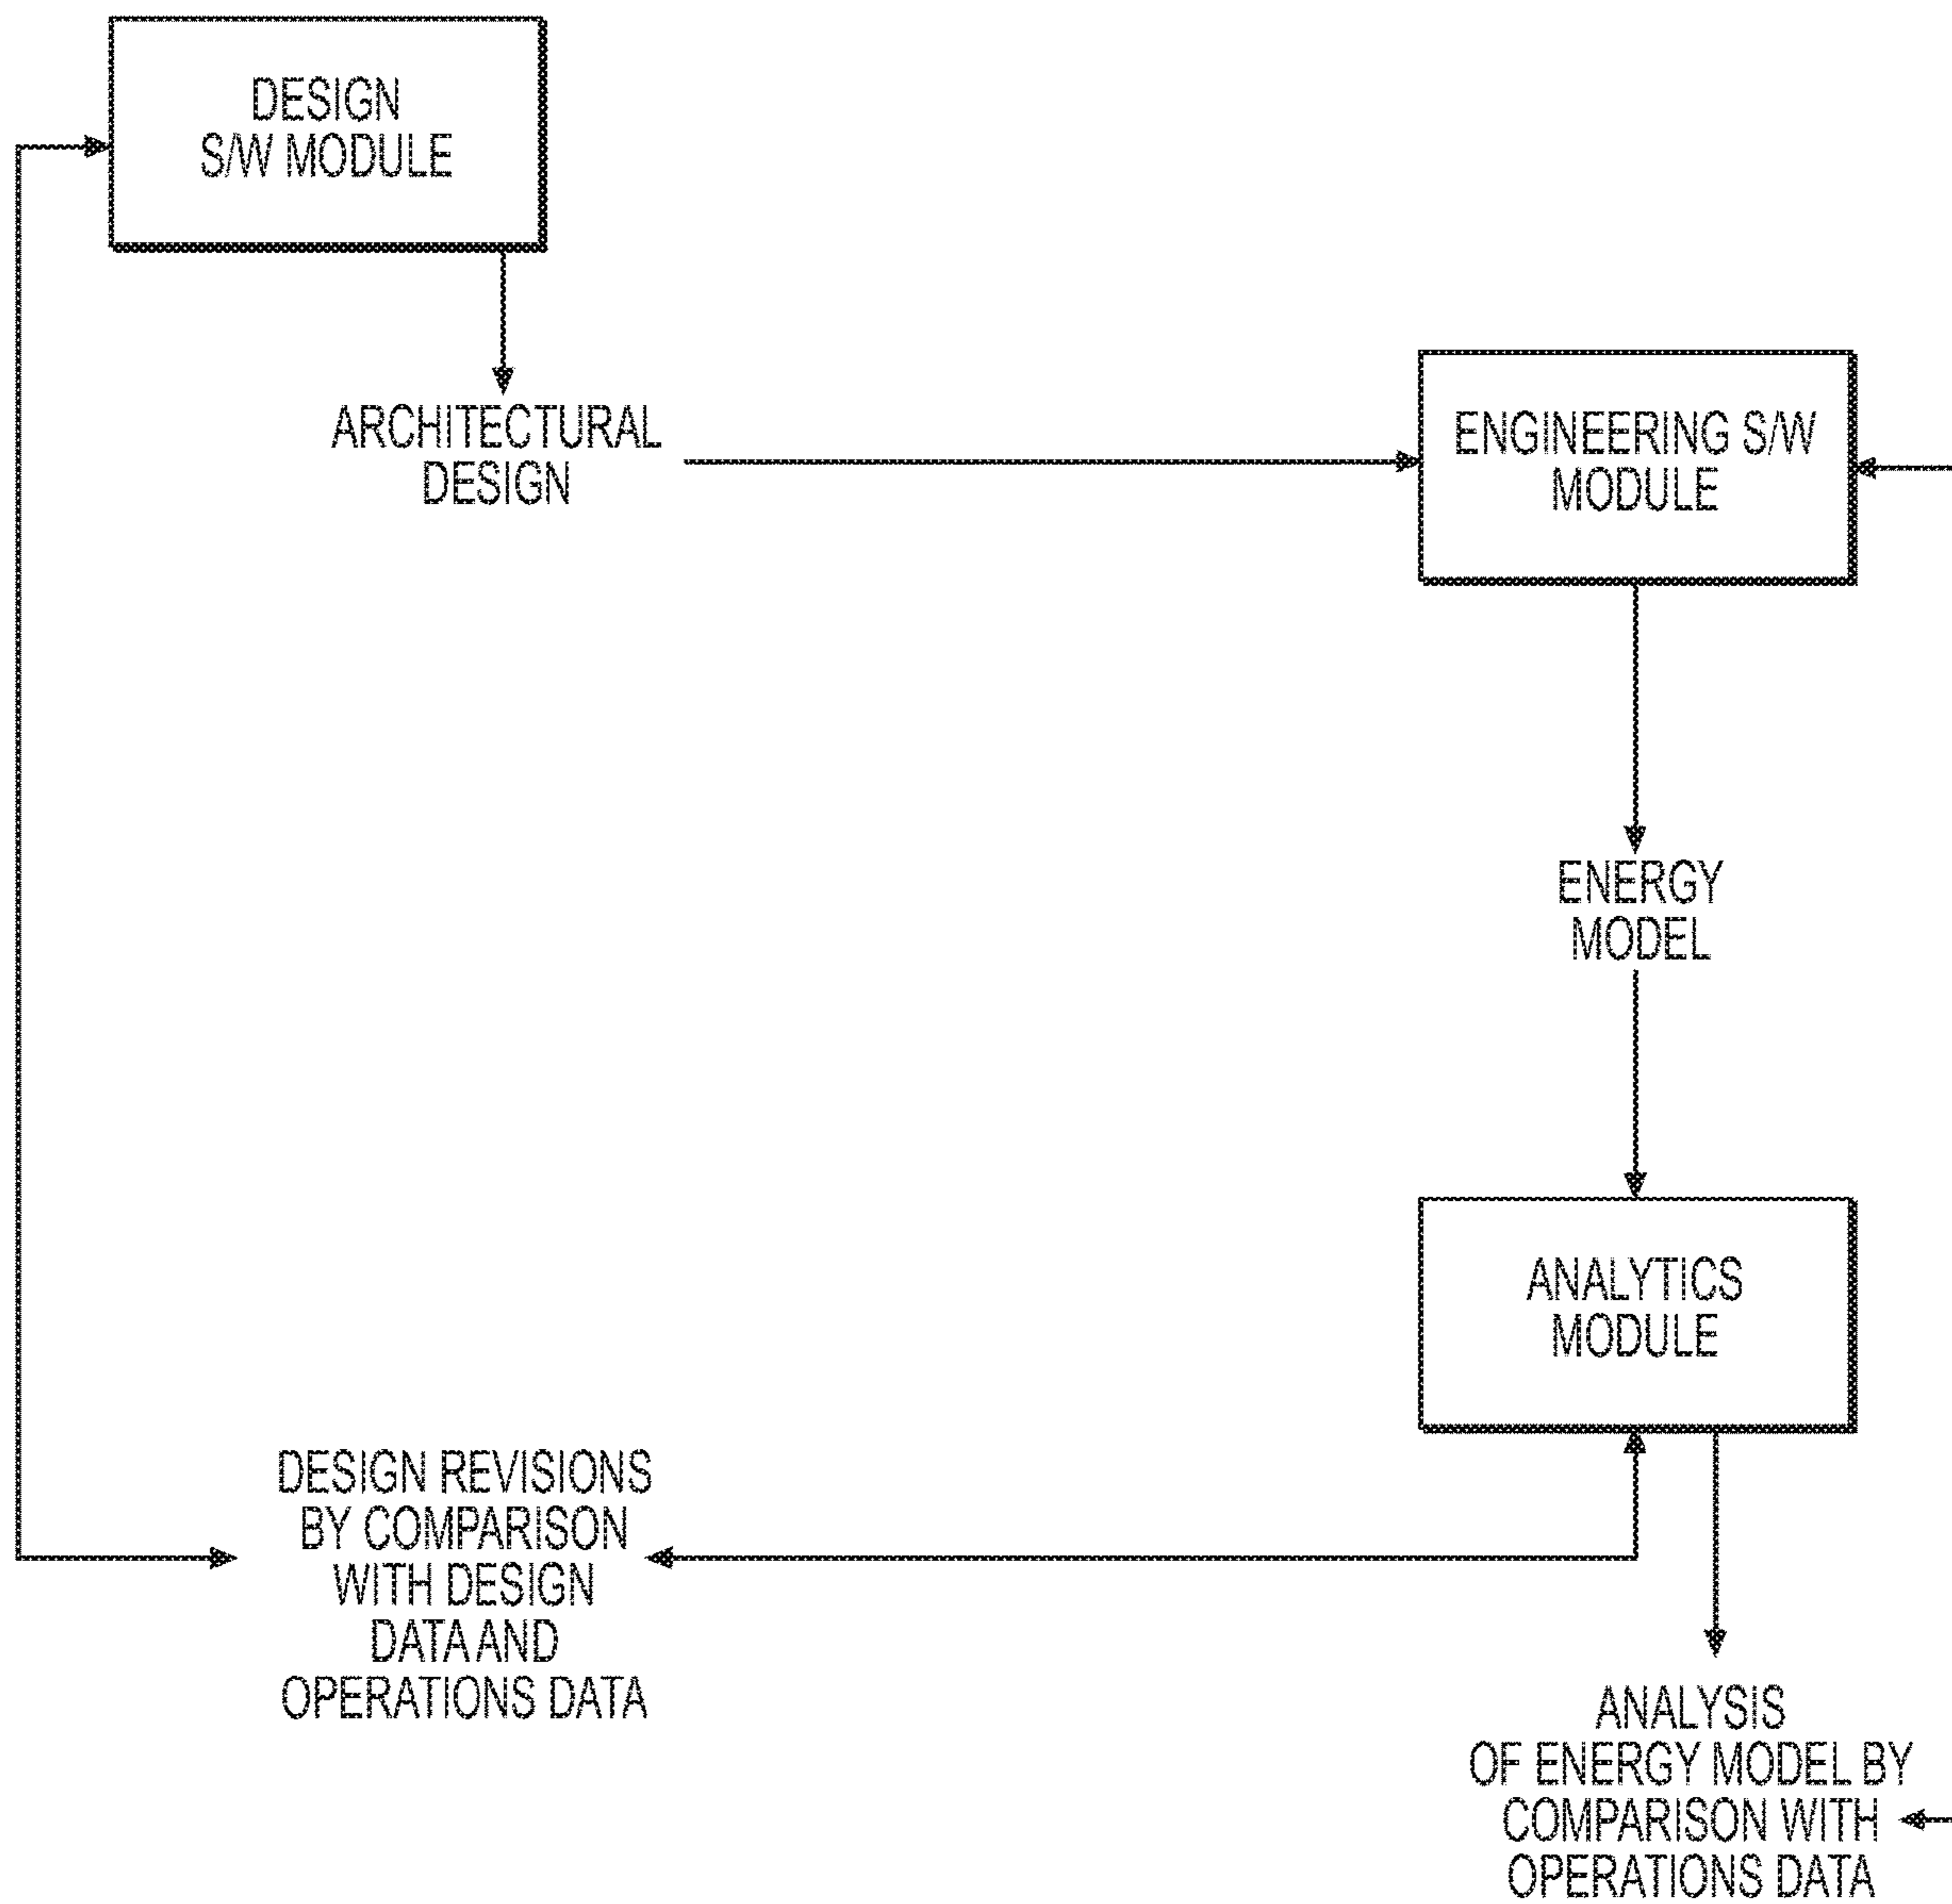 DESIGN
S/W MODULE
ARCHITECTURAL
DESIGN
ENGINEERING S/W
MODULE
ENERGY
MODEL
ANALYTICS
MODULE
DESIGN REVISIONS
BY COMPARISON
WITH DESIGN
DATA AND
OPERATIONS DATA
ANALYSIS
OF ENERGY MODEL BY
COMPARISON WITH
OPERATIONS DATA